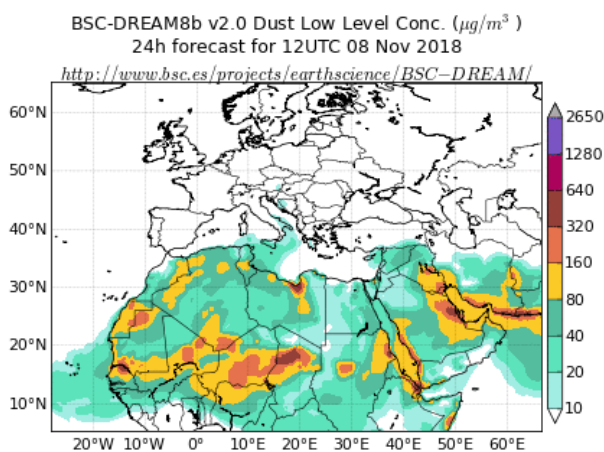 BSC-DREAM8b v2.0 Dust Low Level Conc. (μg/m³ )
24h forecast for 12UTC 08 Nov 2018
http://www.bsc.es/projects/earthscience/BSC−DREAM/
60°N
50°N
40°N
30°N
20°N
10°N
20°W 10°W 0° 10°E 20°E 30°E 40°E 50°E 60°E
2650
1280
640
320
160
80
40
20
10